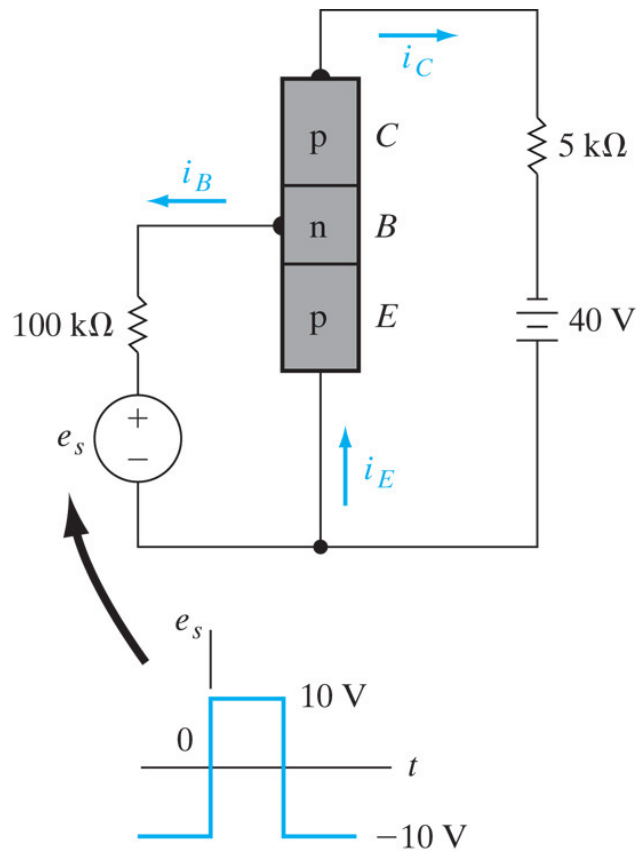 i_C
p C
5 kΩ
i_B
n B
100 kΩ
p E
40 V
+
e_s
−
i_E
e_s
10 V
0
t
−10 V